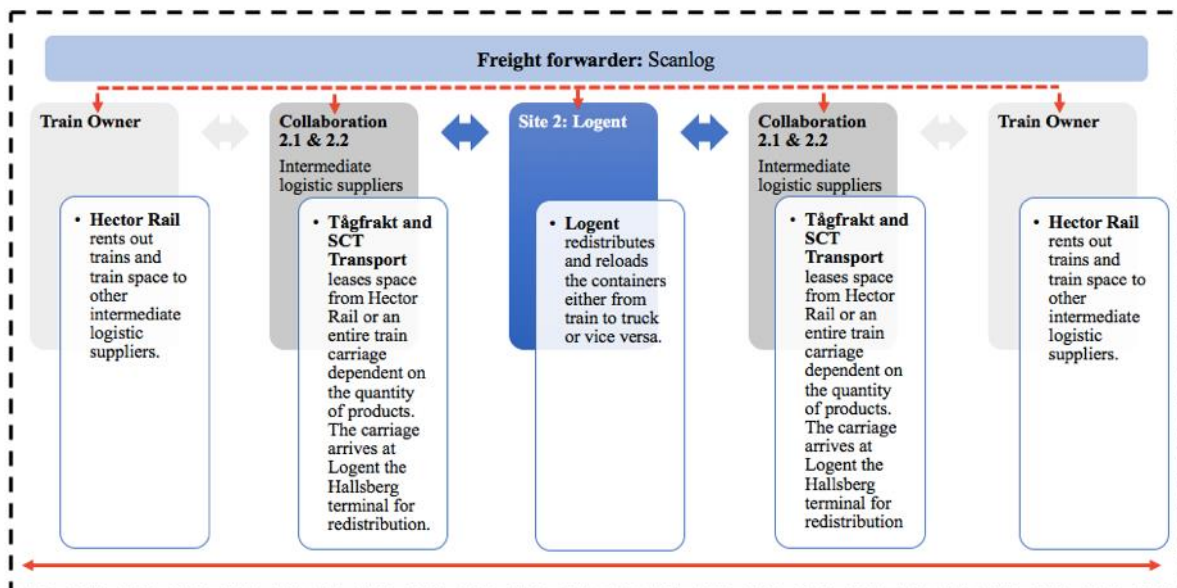 Freight forwarder: Scanlog
Train Owner
• Hector Rail
rents out
trains and
train space to
other
intermediate
logistic
suppliers.
Collaboration
2.1 & 2.2
Intermediate
logistic suppliers
• Tågfrakt and
SCT
Transport
leases space
from Hector
Rail or an
entire train
carriage
dependent on
the quantity
of products.
The carriage
arrives at
Logent the
Hallsberg
terminal for
redistribution.
Site 2: Logent
• Logent
redistributes
and reloads
the containers
either from
train to truck
or vice versa.
Collaboration
2.1 & 2.2
Intermediate
logistic suppliers
• Tågfrakt and
SCT
Transport
leases space
from Hector
Rail or an
entire train
carriage
dependent on
the quantity
of products.
The carriage
arrives at
Logent the
Hallsberg
terminal for
redistribution
Train Owner
• Hector Rail
rents out
trains and
train space to
other
intermediate
logistic
suppliers.